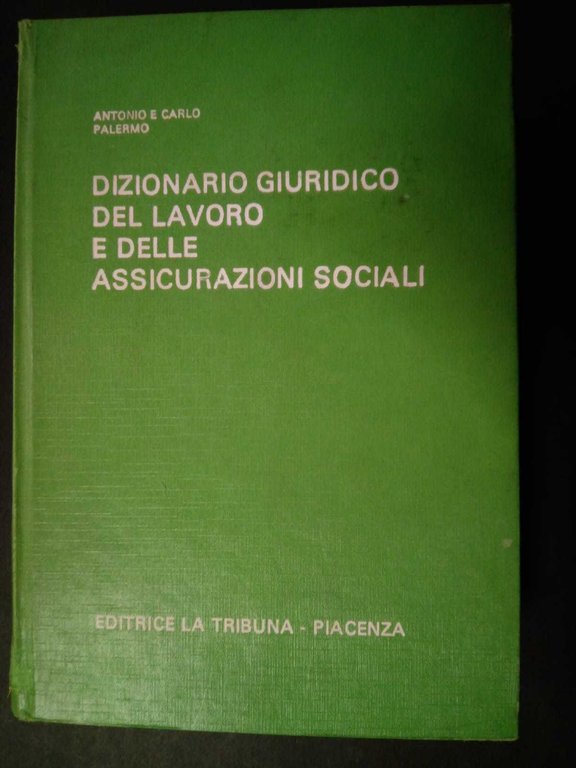 ANTONIO E CARLO
PALERMO
DIZIONARIO GIURIDICO
DEL LAVORO
E DELLE
ASSICURAZIONI SOCIALI
EDITRICE LA TRIBUNA - PIACENZA